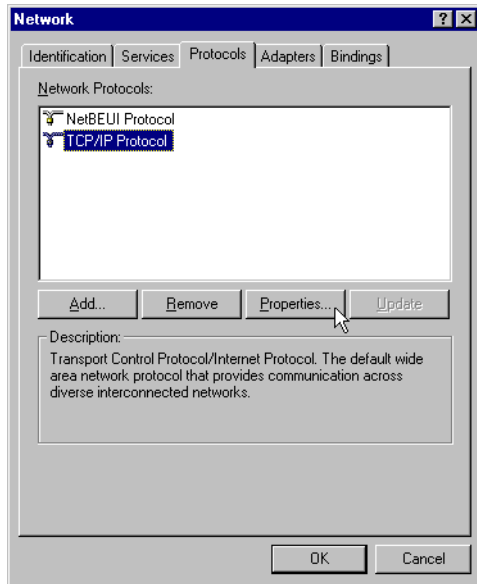 Network
Identification Services Protocols Adapters Bindings
Network Protocols:
NetBEUI Protocol
TCP/IP Protocol
Add... Remove Properties... Update
Description:
Transport Control Protocol/Internet Protocol. The default wide
area network protocol that provides communication across
diverse interconnected networks.
OK Cancel